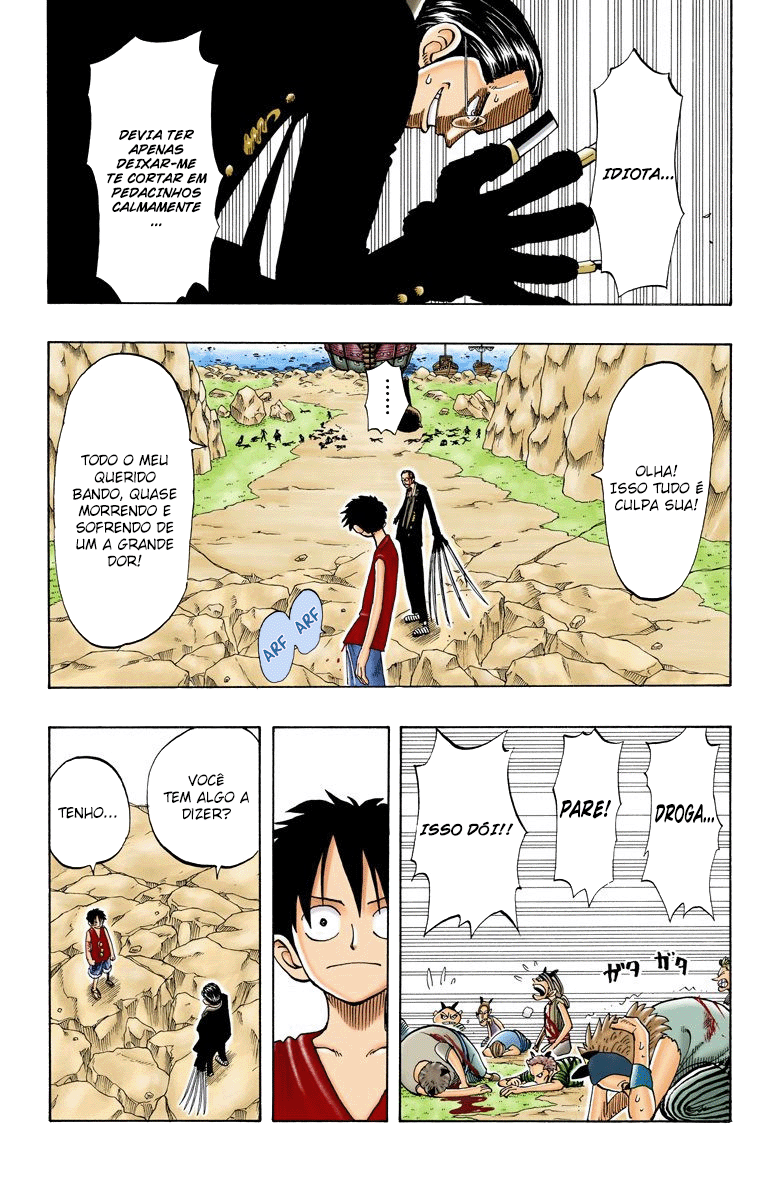 IDIOTA...
DEVIA TER
APENAS
DEIXAR-ME
TE CORTAR EM
PEDACINHOS
CALMAMENTE
...
OLHA!
ISSO TUDO É
CULPA SUA!
......
TODO O MEU
QUERIDO
BANDO, QUASE
MORRENDO E
SOFRENDO DE
UM A GRANDE
DOR!
ARF
ARF
DROGA...
PARE!
ISSO DÓI!!
ガタ
ガタ
VOCÊ
TEM ALGO A
DIZER?
TENHO...